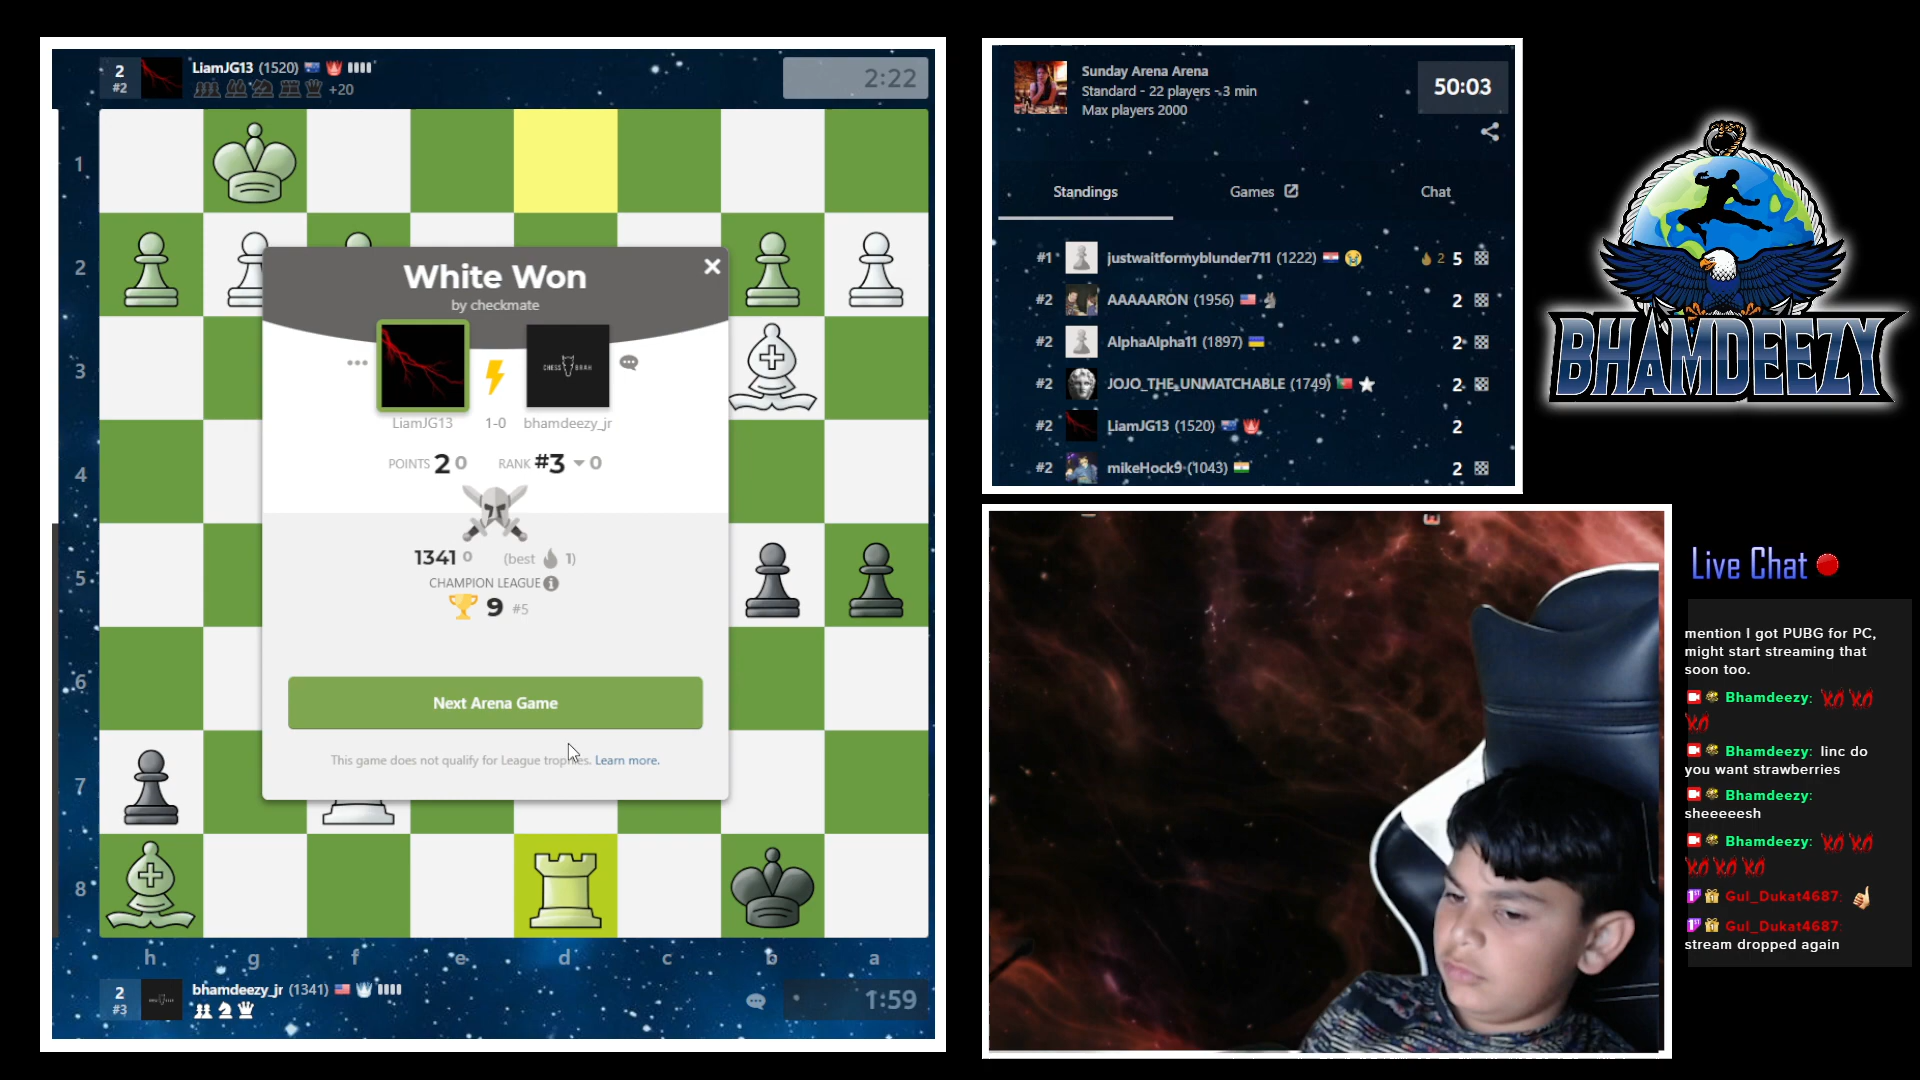 2
#2
LiamJG13 (1520)
+20
2:22
1
2
3
4
5
6
7
8
White Won
by checkmate
CHESS BRAH
LiamJG13 1-0 bhamdeezy_jr
POINTS 2 0 RANK #3 0
1341 0 (best 1)
CHAMPION LEAGUE
9 #5
Next Arena Game
This game does not qualify for League trophies. Learn more.
h g f e d c b a
2
#3
bhamdeezy_jr (1341)
1:59
Sunday Arena Arena
Standard - 22 players - 3 min
Max players 2000
50:03
Standings Games Chat
#1 justwaitformyblunder711 (1222) 2 5
#2 AAAAARON (1956) 2
#2 AlphaAlpha11 (1897) 2
#2 JOJO_THE_UNMATCHABLE (1749) 2
#2 LiamJG13 (1520) 2
#2 mikeHock9 (1043) 2
BHAMDEEZY
Live Chat
mention I got PUBG for PC,
might start streaming that
soon too.
Bhamdeezy:
Bhamdeezy: linc do
you want strawberries
Bhamdeezy:
sheeeeesh
Bhamdeezy:
Gul_Dukat4687:
Gul_Dukat4687:
stream dropped again